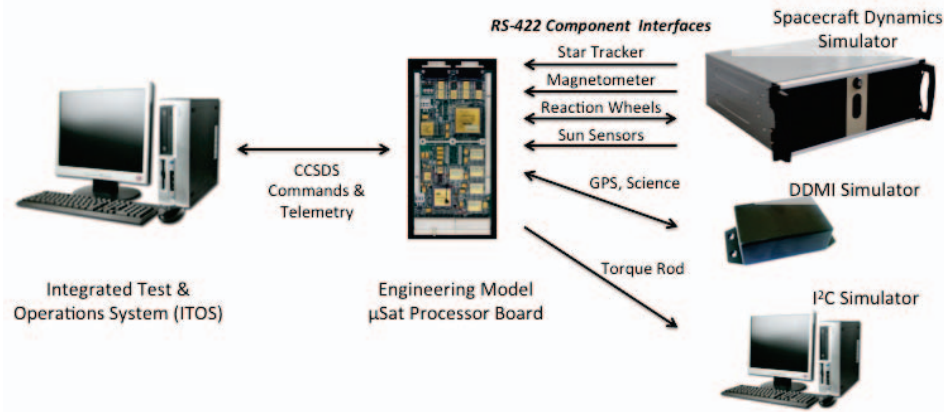 RS-422 Component Interfaces
Spacecraft Dynamics
Simulator
Star Tracker
Magnetometer
Reaction Wheels
Sun Sensors
CCSDS
Commands &
Telemetry
GPS, Science
DDMI Simulator
Torque Rod
Integrated Test &
Operations System (ITOS)
Engineering Model
µSat Processor Board
I²C Simulator